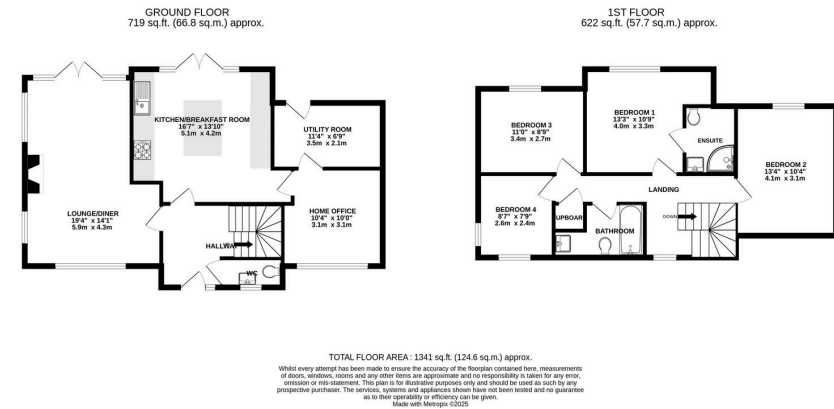 GROUND FLOOR
719 sq.ft. (66.8 sq.m.) approx.
1ST FLOOR
622 sq.ft. (57.7 sq.m.) approx.
KITCHEN/BREAKFAST ROOM
16'7" x 13'10"
5.1m x 4.2m
UTILITY ROOM
11'4" x 6'9"
3.5m x 2.1m
LOUNGE/DINER
19'4" x 14'1"
5.9m x 4.3m
HOME OFFICE
10'4" x 10'0"
3.1m x 3.1m
HALLWAY
WC
BEDROOM 3
11'0" x 8'9"
3.4m x 2.7m
BEDROOM 1
13'3" x 10'9"
4.0m x 3.3m
ENSUITE
BEDROOM 2
13'4" x 10'4"
4.1m x 3.1m
LANDING
DOWN
BEDROOM 4
8'7" x 7'9"
2.6m x 2.4m
UPBOAR
BATHROOM
TOTAL FLOOR AREA : 1341 sq.ft. (124.6 sq.m.) approx.
Whilst every attempt has been made to ensure the accuracy of the floorplan contained here, measurements
of doors, windows, rooms and any other items are approximate and no responsibility is taken for any error,
omission or mis-statement. This plan is for illustrative purposes only and should be used as such by any
prospective purchaser. The services, systems and appliances shown have not been tested and no guarantee
as to their operability or efficiency can be given.
Made with Metropix ©2025